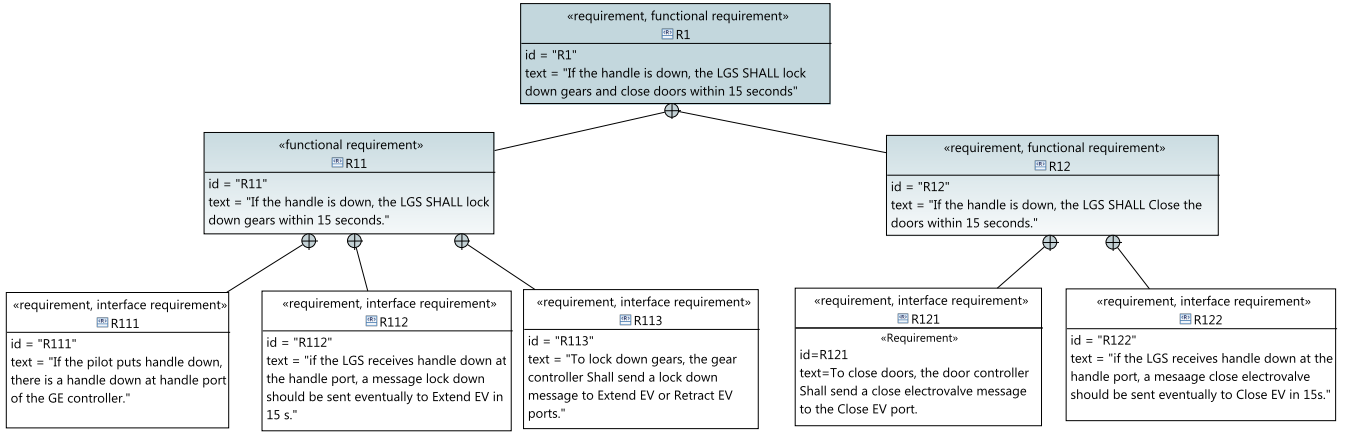 «requirement, functional requirement»
R1
id = "R1"
text = "If the handle is down, the LGS SHALL lock
down gears and close doors within 15 seconds"
«functional requirement»
R11
id = "R11"
text = "If the handle is down, the LGS SHALL lock
down gears within 15 seconds."
«requirement, functional requirement»
R12
id = "R12"
text = "If the handle is down, the LGS SHALL Close the
doors within 15 seconds."
«requirement, interface requirement»
R111
id = "R111"
text = "If the pilot puts handle down,
there is a handle down at handle port
of the GE controller."
«requirement, interface requirement»
R112
id = "R112"
text = "if the LGS receives handle down at
the handle port, a message lock down
should be sent eventually to Extend EV in
15 s."
«requirement, interface requirement»
R113
id = "R113"
text = "To lock down gears, the gear
controller Shall send a lock down
message to Extend EV or Retract EV
ports."
«requirement, interface requirement»
R121
«Requirement»
id=R121
text=To close doors, the door controller
Shall send a close electrovalve message
to the Close EV port.
«requirement, interface requirement»
R122
id = "R122"
text = "if the LGS receives handle down at the
handle port, a mesaage close electrovalve
should be sent eventually to Close EV in 15s."